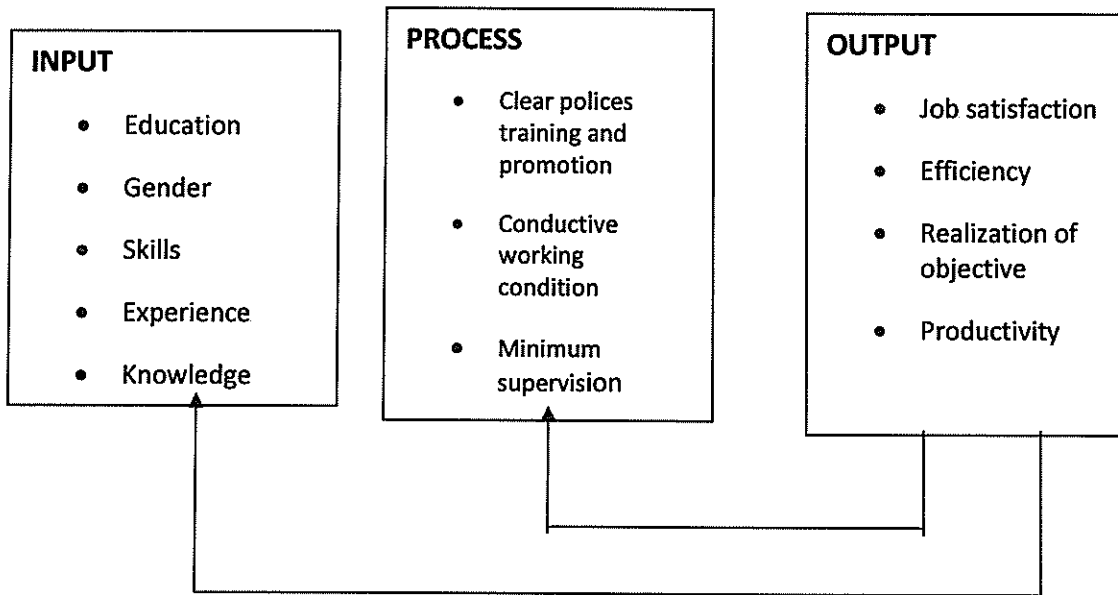 INPUT
• Education
• Gender
• Skills
• Experience
• Knowledge
PROCESS
• Clear polices
training and
promotion
• Conductive
working
condition
• Minimum
supervision
OUTPUT
• Job satisfaction
• Efficiency
• Realization of
objective
• Productivity